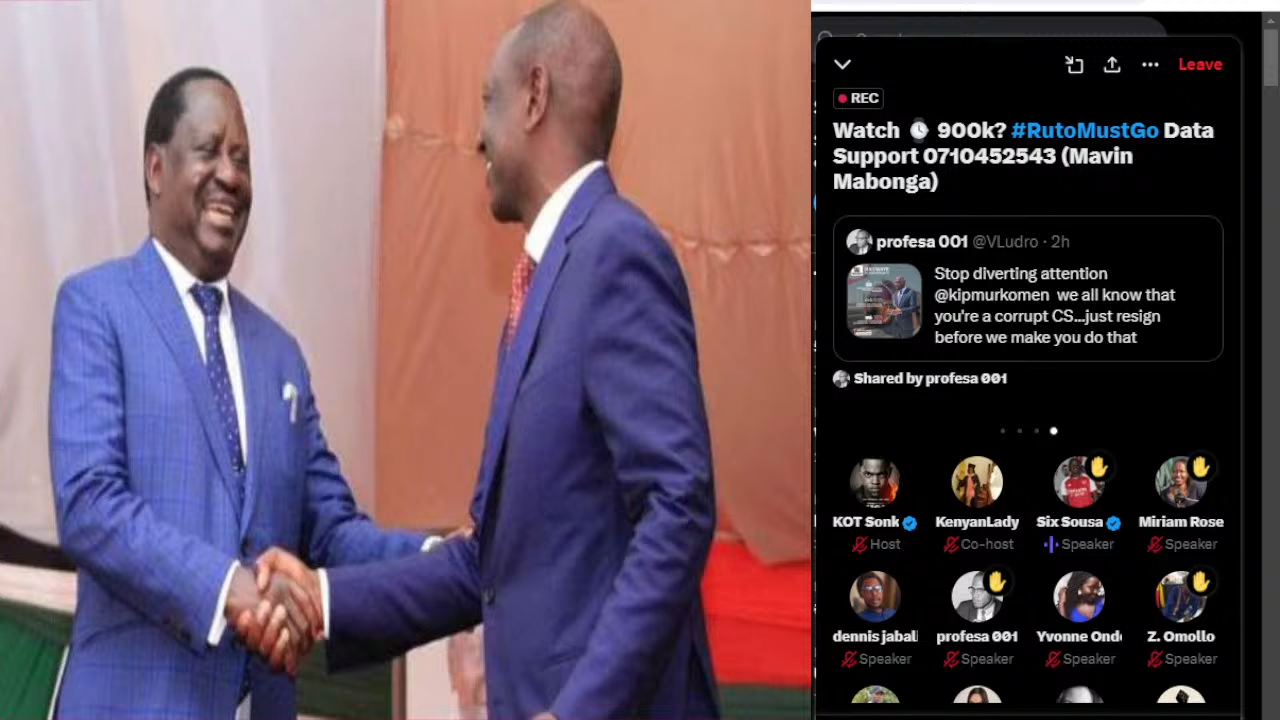 Leave
REC
Watch 900k? #RutoMustGo Data
Support 0710452543 (Mavin
Mabonga)
profesa 001 @VLudro · 2h
Stop diverting attention
@kipmurkomen we all know that
you're a corrupt CS...just resign
before we make you do that
Shared by profesa 001
KOT Sonk KenyanLady Six Sousa Miriam Rose
Host Co-host Speaker Speaker
dennis jabali profesa 001 Yvonne Ond Z. Omollo
Speaker Speaker Speaker Speaker